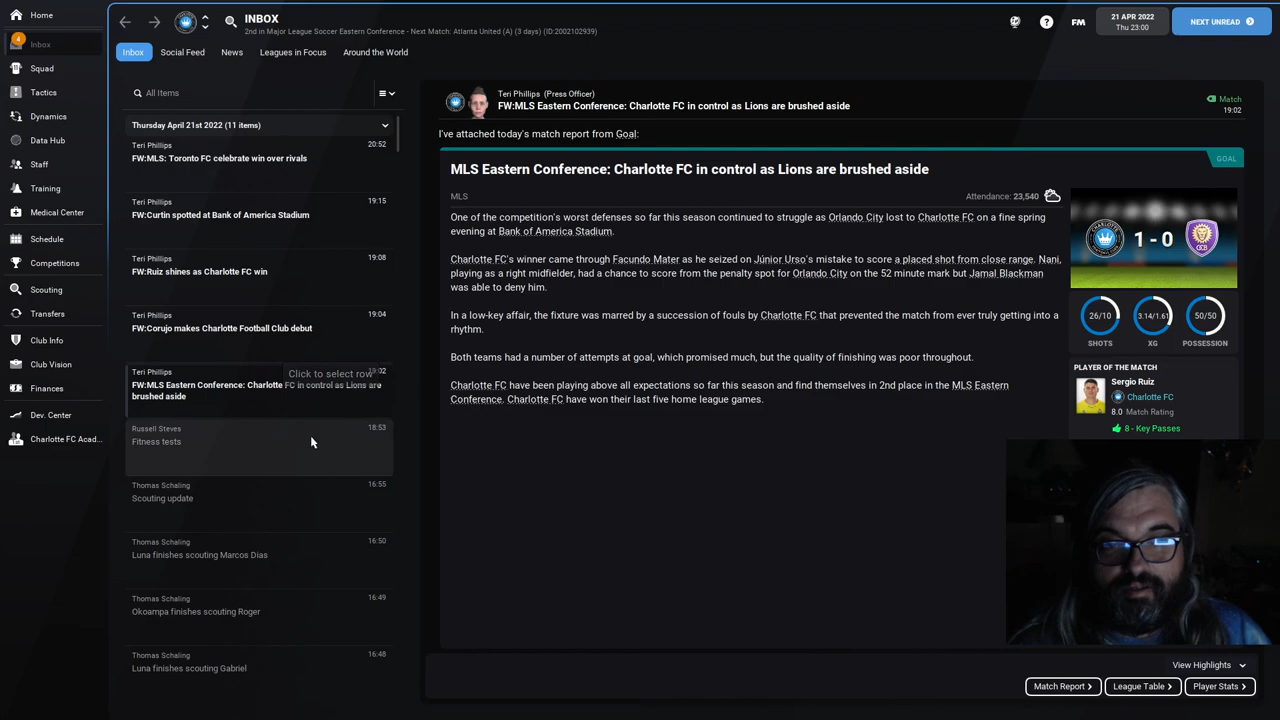 Home
INBOX
2nd in Major League Soccer Eastern Conference - Next Match: Atlanta United (A) (3 days) (ID:2002102939)
FM
21 APR 2022
Thu 23:00
NEXT UNREAD
4
Inbox
Squad
Tactics
Dynamics
Data Hub
Staff
Training
Medical Center
Schedule
Competitions
Scouting
Transfers
Club Info
Club Vision
Finances
Dev. Center
Charlotte FC Acad...
Inbox Social Feed News Leagues in Focus Around the World
All Items
Thursday April 21st 2022 (11 items)
Teri Phillips 20:52
FW:MLS: Toronto FC celebrate win over rivals
Teri Phillips 19:15
FW:Curtin spotted at Bank of America Stadium
Teri Phillips 19:08
FW:Ruiz shines as Charlotte FC win
Teri Phillips 19:04
FW:Corujo makes Charlotte Football Club debut
Teri Phillips
Click to select row
FW:MLS Eastern Conference: Charlotte FC in control as Lions are
brushed aside
Russell Steves 18:53
Fitness tests
Thomas Schaling 16:55
Scouting update
Thomas Schaling 16:50
Luna finishes scouting Marcos Dias
Thomas Schaling 16:49
Okoampa finishes scouting Roger
Thomas Schaling 16:48
Luna finishes scouting Gabriel
Teri Phillips (Press Officer)
FW:MLS Eastern Conference: Charlotte FC in control as Lions are brushed aside
Match
19:02
I've attached today's match report from Goal:
GOAL
MLS Eastern Conference: Charlotte FC in control as Lions are brushed aside
MLS
Attendance: 23,540
One of the competition's worst defenses so far this season continued to struggle as Orlando City lost to Charlotte FC on a fine spring
evening at Bank of America Stadium.
Charlotte FC's winner came through Facundo Mater as he seized on Júnior Urso's mistake to score a placed shot from close range. Nani,
playing as a right midfielder, had a chance to score from the penalty spot for Orlando City on the 52 minute mark but Jamal Blackman
was able to deny him.
In a low-key affair, the fixture was marred by a succession of fouls by Charlotte FC that prevented the match from ever truly getting into a
rhythm.
Both teams had a number of attempts at goal, which promised much, but the quality of finishing was poor throughout.
Charlotte FC have been playing above all expectations so far this season and find themselves in 2nd place in the MLS Eastern
Conference. Charlotte FC have won their last five home league games.
1 - 0
26/10
3.14/1.61
50/50
SHOTS
XG
POSSESSION
PLAYER OF THE MATCH
Sergio Ruiz
Charlotte FC
8.0 Match Rating
8 - Key Passes
View Highlights
Match Report
League Table
Player Stats